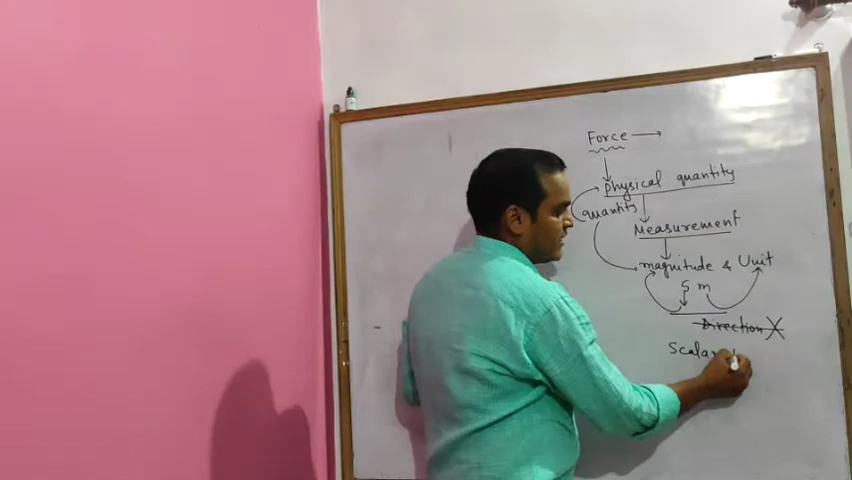 Force
Physical quantity
quantity
Measurement
magnitude & Unit
5 m
Direction
Scalar